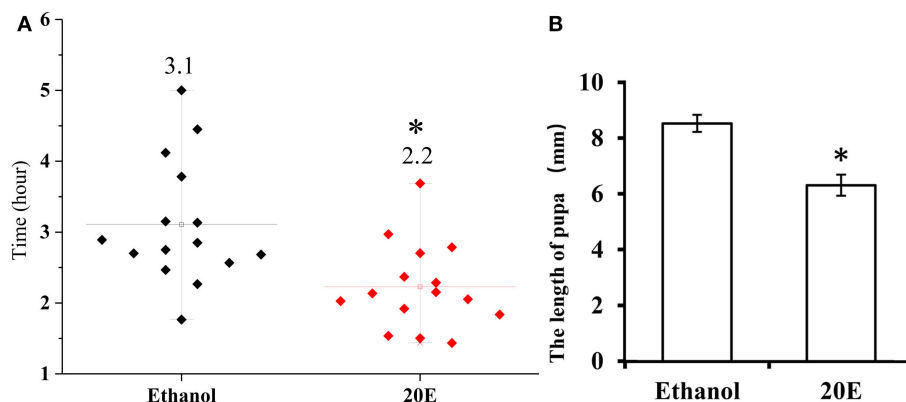 A
6
5
4
3
2
1
Time (hour)
3.1
*
2.2
Ethanol 20E
B
10
8
6
4
2
0
The length of pupa (mm)
*
Ethanol 20E